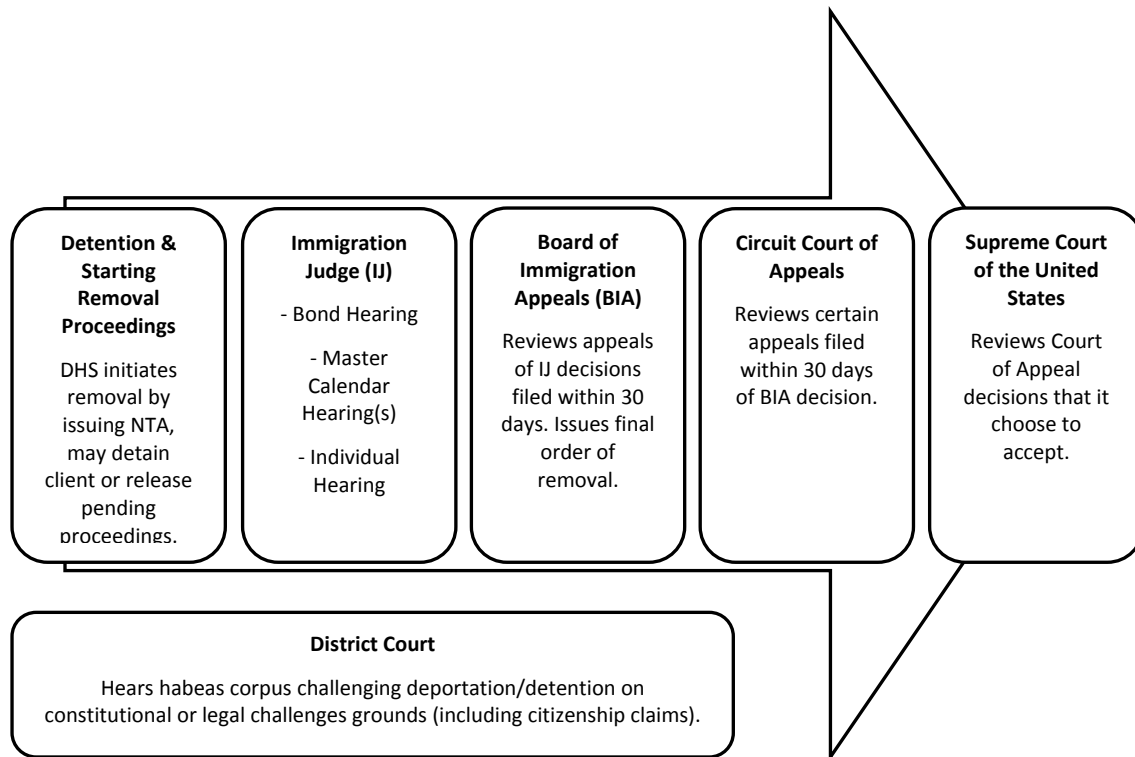 Detention &
Starting
Removal
Proceedings
DHS initiates
removal by
issuing NTA,
may detain
client or release
pending
proceedings.
Immigration
Judge (IJ)
- Bond Hearing
- Master
Calendar
Hearing(s)
- Individual
Hearing
Board of
Immigration
Appeals (BIA)
Reviews appeals
of IJ decisions
filed within 30
days. Issues final
order of
removal.
Circuit Court of
Appeals
Reviews certain
appeals filed
within 30 days
of BIA decision.
Supreme Court
of the United
States
Reviews Court
of Appeal
decisions that it
choose to
accept.
District Court
Hears habeas corpus challenging deportation/detention on
constitutional or legal challenges grounds (including citizenship claims).